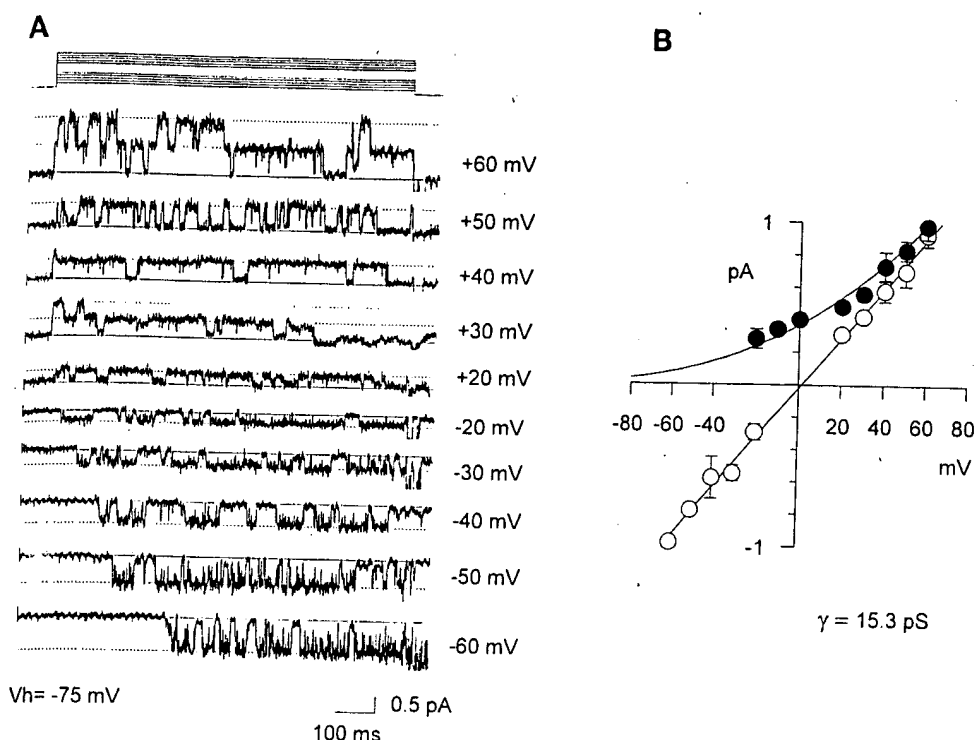 A
+60 mV
+50 mV
+40 mV
+30 mV
+20 mV
-20 mV
-30 mV
-40 mV
-50 mV
-60 mV
Vh= -75 mV
0.5 pA
100 ms
B
1
pA
-80 -60 -40 20 40 60 80
mV
-1
γ = 15.3 pS